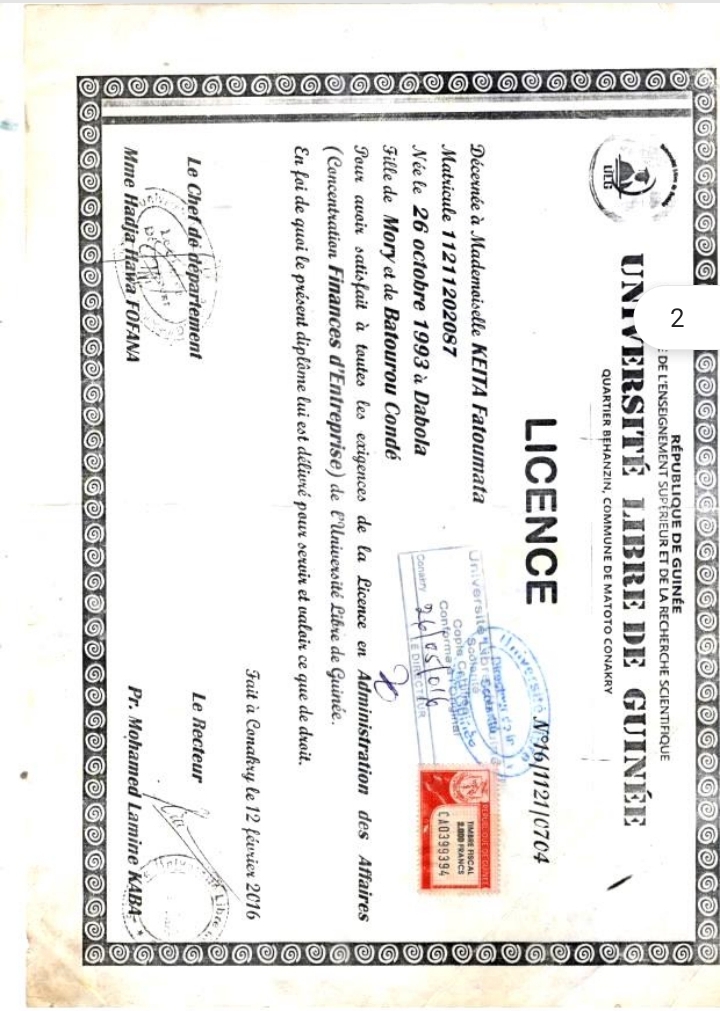 2
RÉPUBLIQUE DE GUINÉE
E DE L'ENSEIGNEMENT SUPÉRIEUR ET DE LA RECHERCHE SCIENTIFIQUE
UNIVERSITÉ LIBRE DE GUINÉE
QUARTIER BEHANZIN, COMMUNE DE MATOTO CONAKRY
ULG
N°16/1121/0704
LICENCE
Décernée à Mademoiselle KEITA Fatoumata
Matricule 11211202087
Née le 26 octobre 1993 à Dabola
Fille de Mory et de Batourou Condé
Pour avoir satisfait à toutes les exigences de la Licence en Administration des Affaires
(Concentration Finances d'Entreprise) de l'Université Libre de Guinée.
En foi de quoi le présent diplôme lui est délivré pour servir et valoir ce que de droit.
Université Libre
Copie
Conforme à l'Original
Conakry 26/05/016
LE DIRECTEUR
REPUBLIQUE DE GUINEE
TIMBRE FISCAL
CA0399394
Fait à Conakry le 12 février 2016
Le Chef de département
Le Recteur
Mme Hadja Hawa FOFANA
Pr. Mohamed Lamine KABA